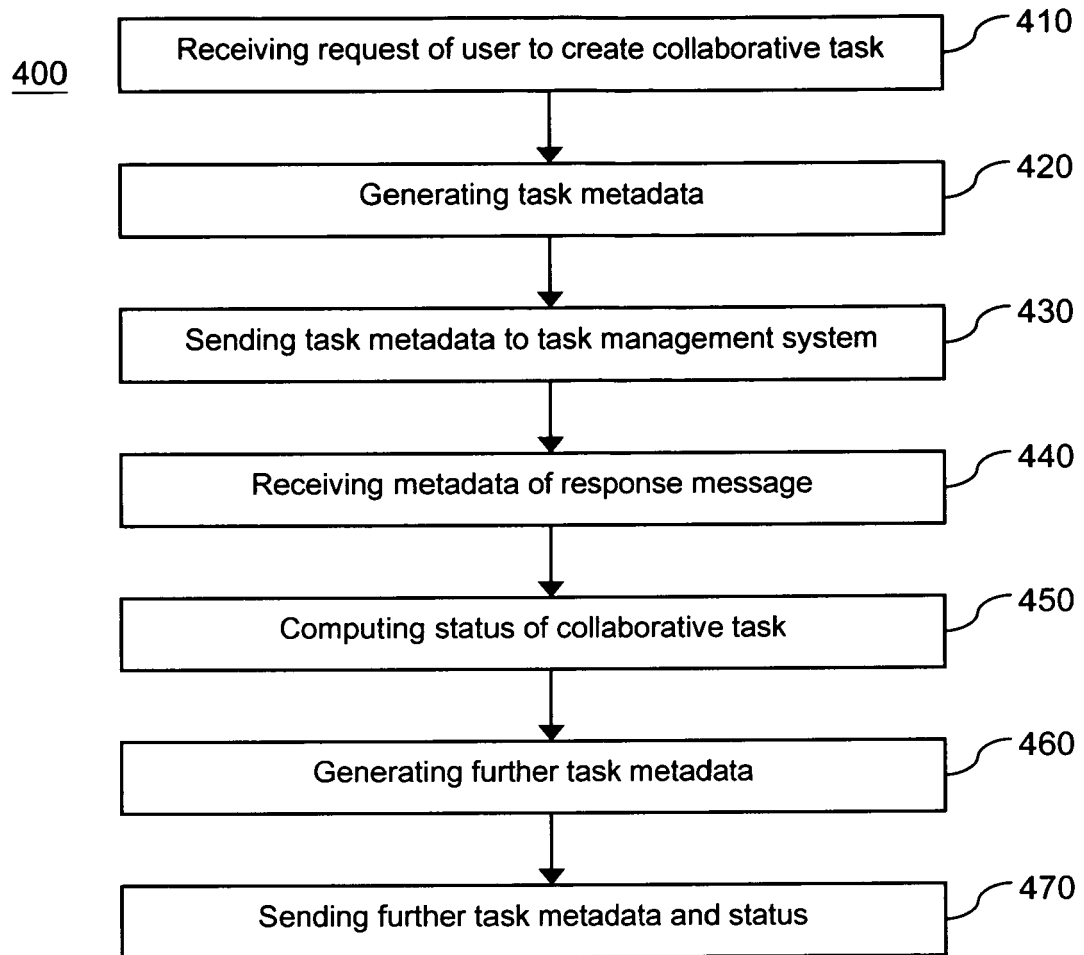 410
Receiving request of user to create collaborative task
400
420
Generating task metadata
430
Sending task metadata to task management system
440
Receiving metadata of response message
450
Computing status of collaborative task
460
Generating further task metadata
470
Sending further task metadata and status